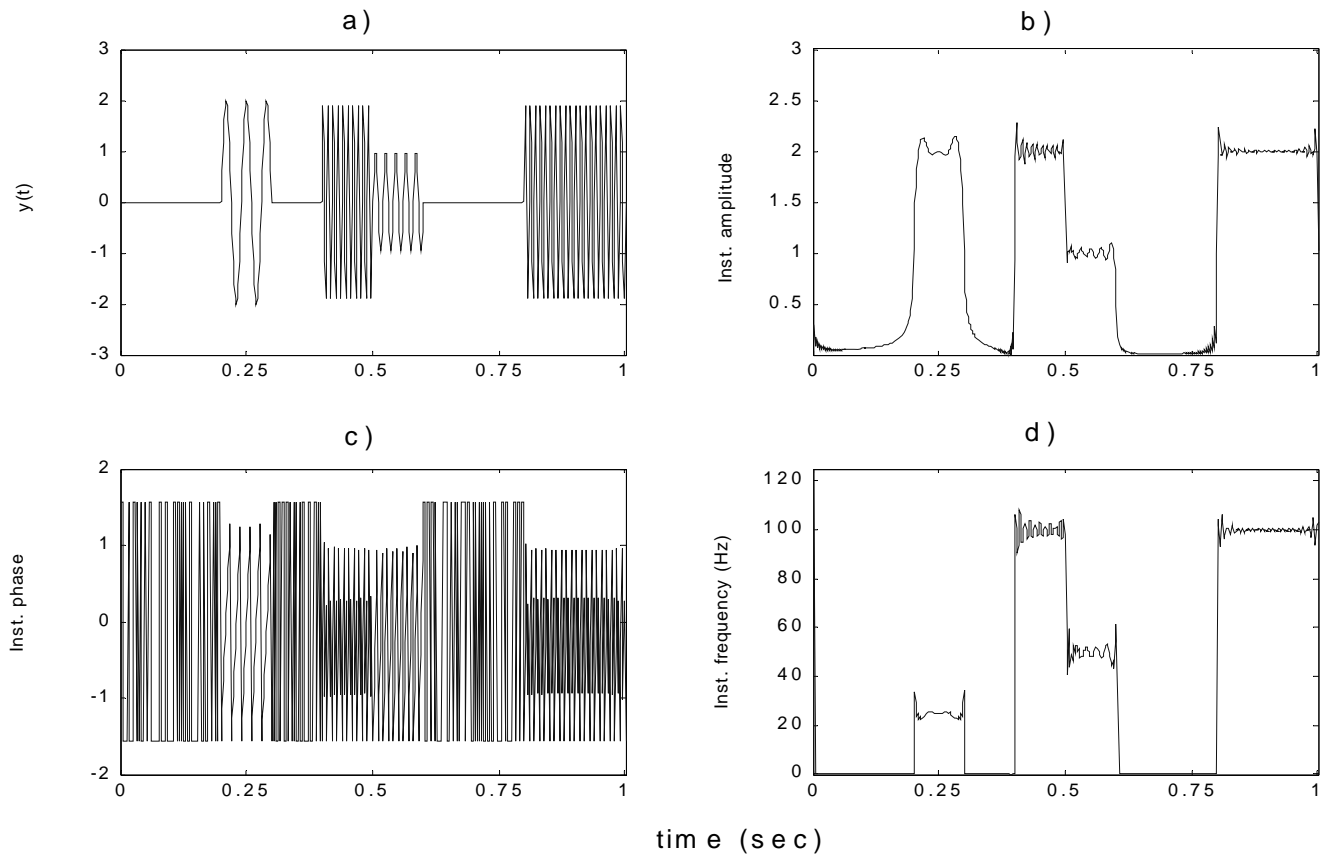 a)
3
2
1
0
-1
-2
-3
y(t)
0 0.25 0.5 0.75 1
b)
3
2.5
2
1.5
1
0.5
Inst. amplitude
0 0.25 0.5 0.75 1
c)
2
1
0
-1
-2
Inst. phase
0 0.25 0.5 0.75 1
d)
120
100
80
60
40
20
0
Inst. frequency (Hz)
0 0.25 0.5 0.75 1
time (sec)